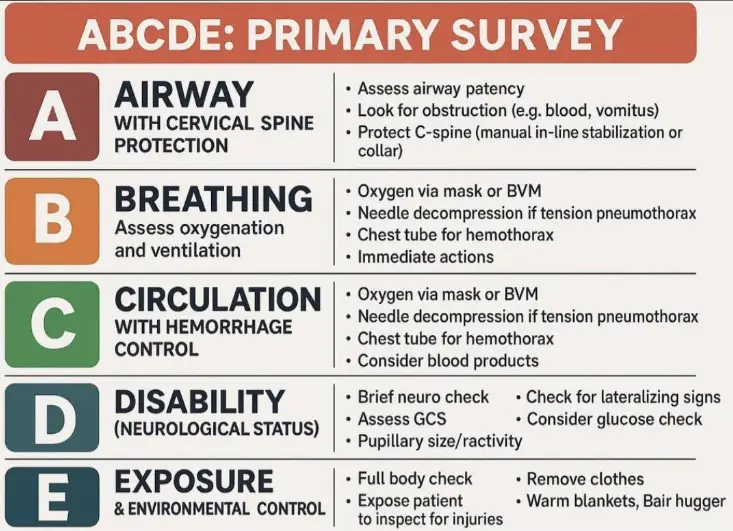 ABCDE: PRIMARY SURVEY
A
AIRWAY
WITH CERVICAL SPINE
PROTECTION
• Assess airway patency
• Look for obstruction (e.g. blood, vomitus)
• Protect C-spine (manual in-line stabilization or
collar)
B
BREATHING
Assess oxygenation
and ventilation
• Oxygen via mask or BVM
• Needle decompression if tension pneumothorax
• Chest tube for hemothorax
• Immediate actions
C
CIRCULATION
WITH HEMORRHAGE
CONTROL
• Oxygen via mask or BVM
• Needle decompression if tension pneumothorax
• Chest tube for hemothorax
• Consider blood products
D
DISABILITY
(NEUROLOGICAL STATUS)
• Brief neuro check
• Assess GCS
• Pupillary size/ractivity
• Check for lateralizing signs
• Consider glucose check
E
EXPOSURE
& ENVIRONMENTAL CONTROL
• Full body check
• Expose patient
to inspect for injuries
• Remove clothes
• Warm blankets, Bair hugger